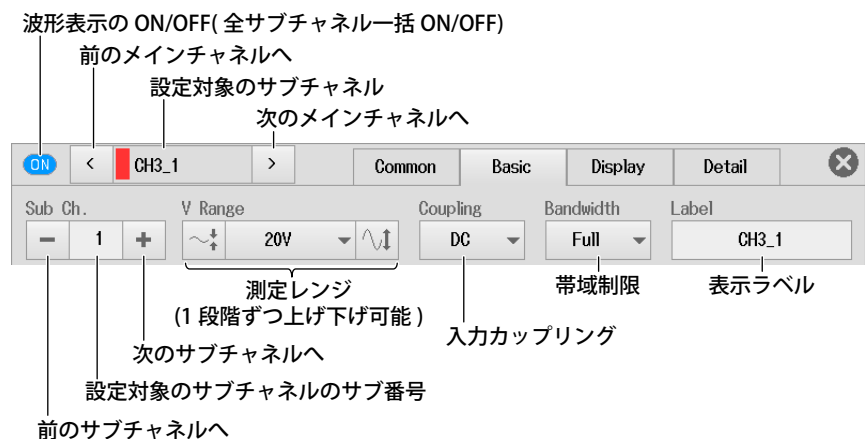 波形表示の ON/OFF( 全サブチャネル一括 ON/OFF)
前のメインチャネルへ
設定対象のサブチャネル
次のメインチャネルへ
ON < CH3_1 > Common Basic Display Detail
Sub Ch. V Range Coupling Bandwidth Label
− 1 + 20V DC Full CH3_1
測定レンジ 帯域制限 表示ラベル
(1 段階ずつ上げ下げ可能 )
入力カップリング
次のサブチャネルへ
設定対象のサブチャネルのサブ番号
前のサブチャネルへ